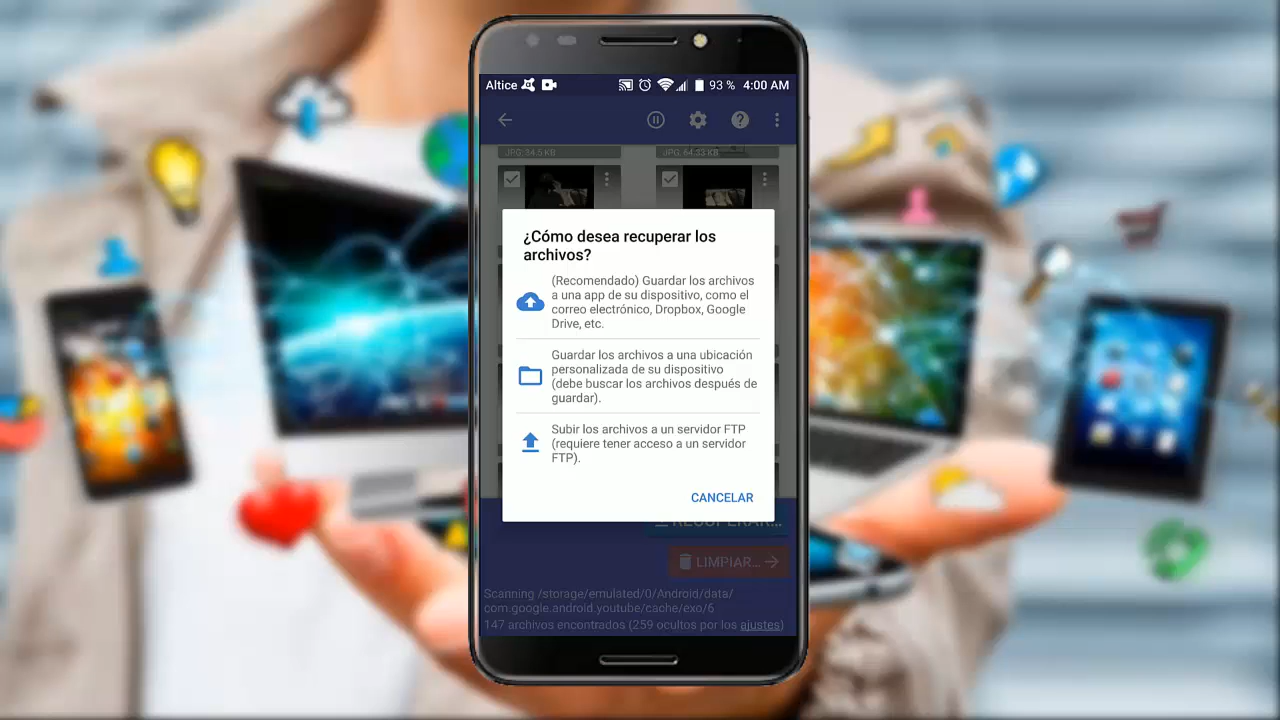 Altice 93 % 4:00 AM
JPG: 84.5 KB JPG, 64.33 KB
¿Cómo desea recuperar los
archivos?
(Recomendado) Guardar los archivos
a una app de su dispositivo, como el
correo electrónico, Dropbox, Google
Drive, etc.
Guardar los archivos a una ubicación
personalizada de su dispositivo
(debe buscar los archivos después de
guardar).
Subir los archivos a un servidor FTP
(requiere tener acceso a un servidor
FTP).
CANCELAR
RECUPERAR...
LIMPIAR...
Scanning /storage/emulated/0/Android/data/
com.google.android.youtube/cache/exo/6
147 archivos encontrados (259 ocultos por los ajustes)